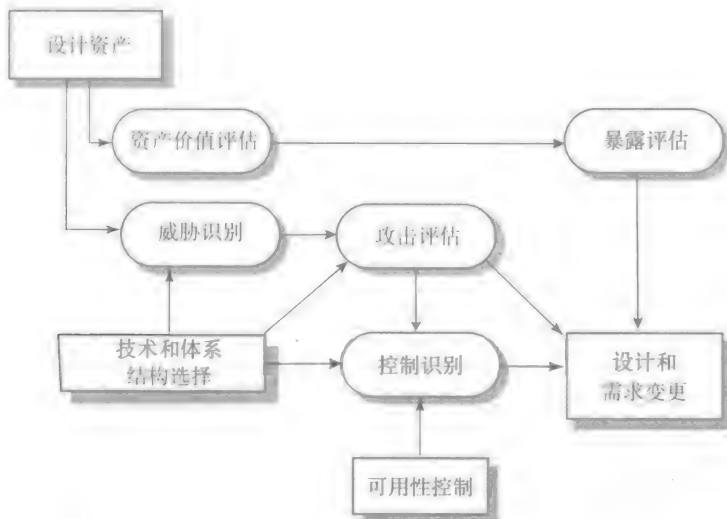 设计资产
资产价值评估
暴露评估
威胁识别
攻击评估
技术和体系
结构选择
控制识别
设计和
需求变更
可用性控制